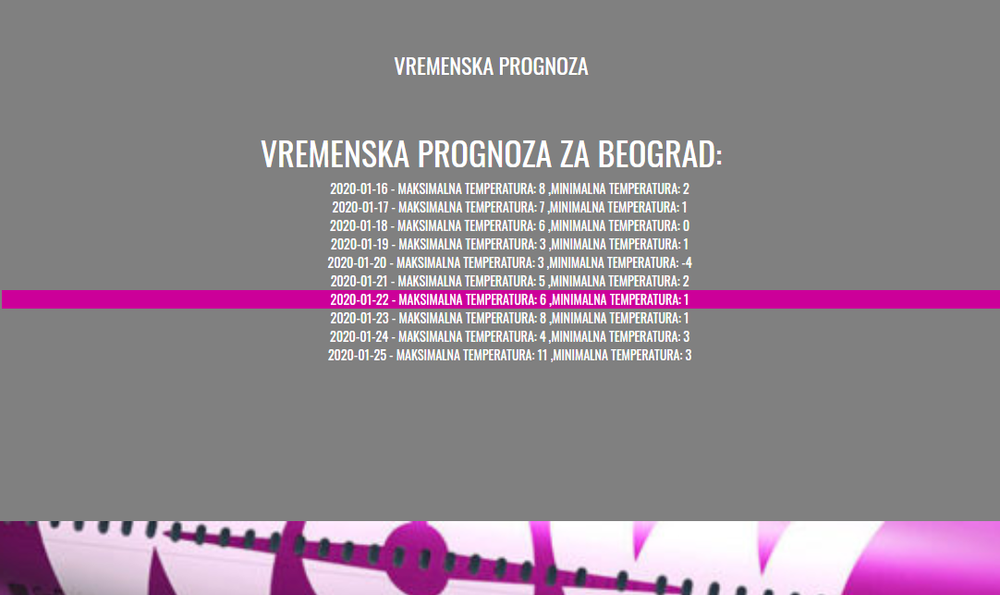 VREMENSKA PROGNOZA
VREMENSKA PROGNOZA ZA BEOGRAD:
2020-01-16 - MAKSIMALNA TEMPERATURA: 8 ,MINIMALNA TEMPERATURA: 2
2020-01-17 - MAKSIMALNA TEMPERATURA: 7 ,MINIMALNA TEMPERATURA: 1
2020-01-18 - MAKSIMALNA TEMPERATURA: 6 ,MINIMALNA TEMPERATURA: 0
2020-01-19 - MAKSIMALNA TEMPERATURA: 3 ,MINIMALNA TEMPERATURA: 1
2020-01-20 - MAKSIMALNA TEMPERATURA: 3 ,MINIMALNA TEMPERATURA: -4
2020-01-21 - MAKSIMALNA TEMPERATURA: 5 ,MINIMALNA TEMPERATURA: 2
2020-01-22 - MAKSIMALNA TEMPERATURA: 6 ,MINIMALNA TEMPERATURA: 1
2020-01-23 - MAKSIMALNA TEMPERATURA: 8 ,MINIMALNA TEMPERATURA: 1
2020-01-24 - MAKSIMALNA TEMPERATURA: 4 ,MINIMALNA TEMPERATURA: 3
2020-01-25 - MAKSIMALNA TEMPERATURA: 11 ,MINIMALNA TEMPERATURA: 3